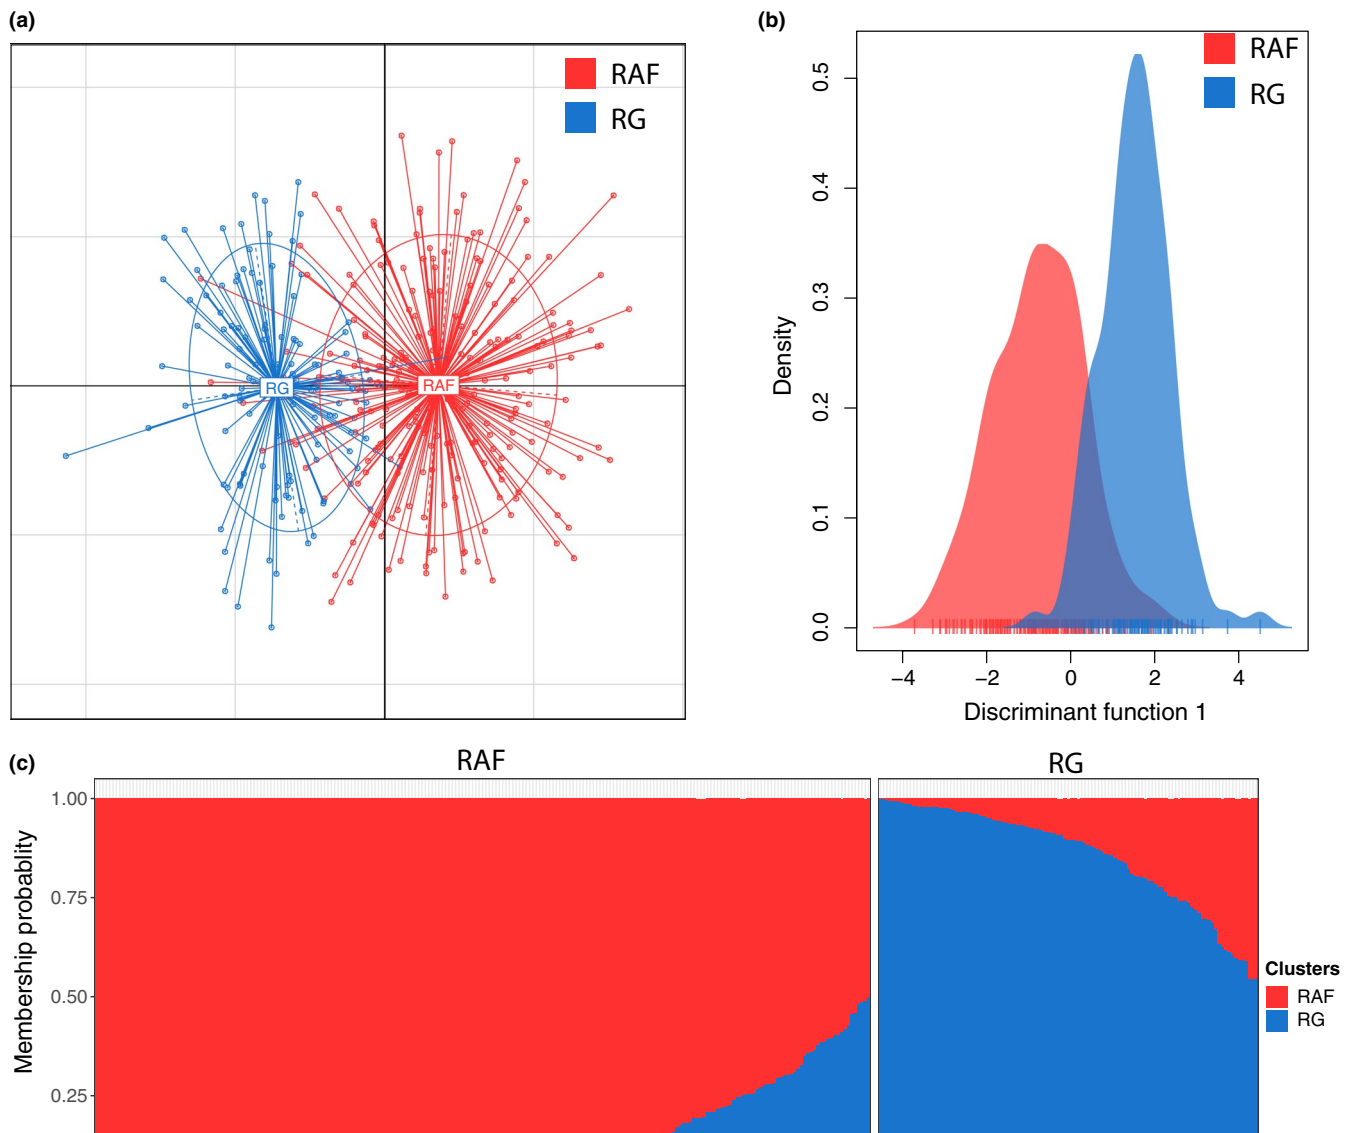 (a)
RAF
RG
RG
RAF
(b)
RAF
RG
Density
0.5
0.4
0.3
0.2
0.1
0.0
−4
−2
0
2
4
Discriminant function 1
(c)
RAF
RG
Membership probablity
1.00
0.75
0.50
0.25
Clusters
RAF
RG